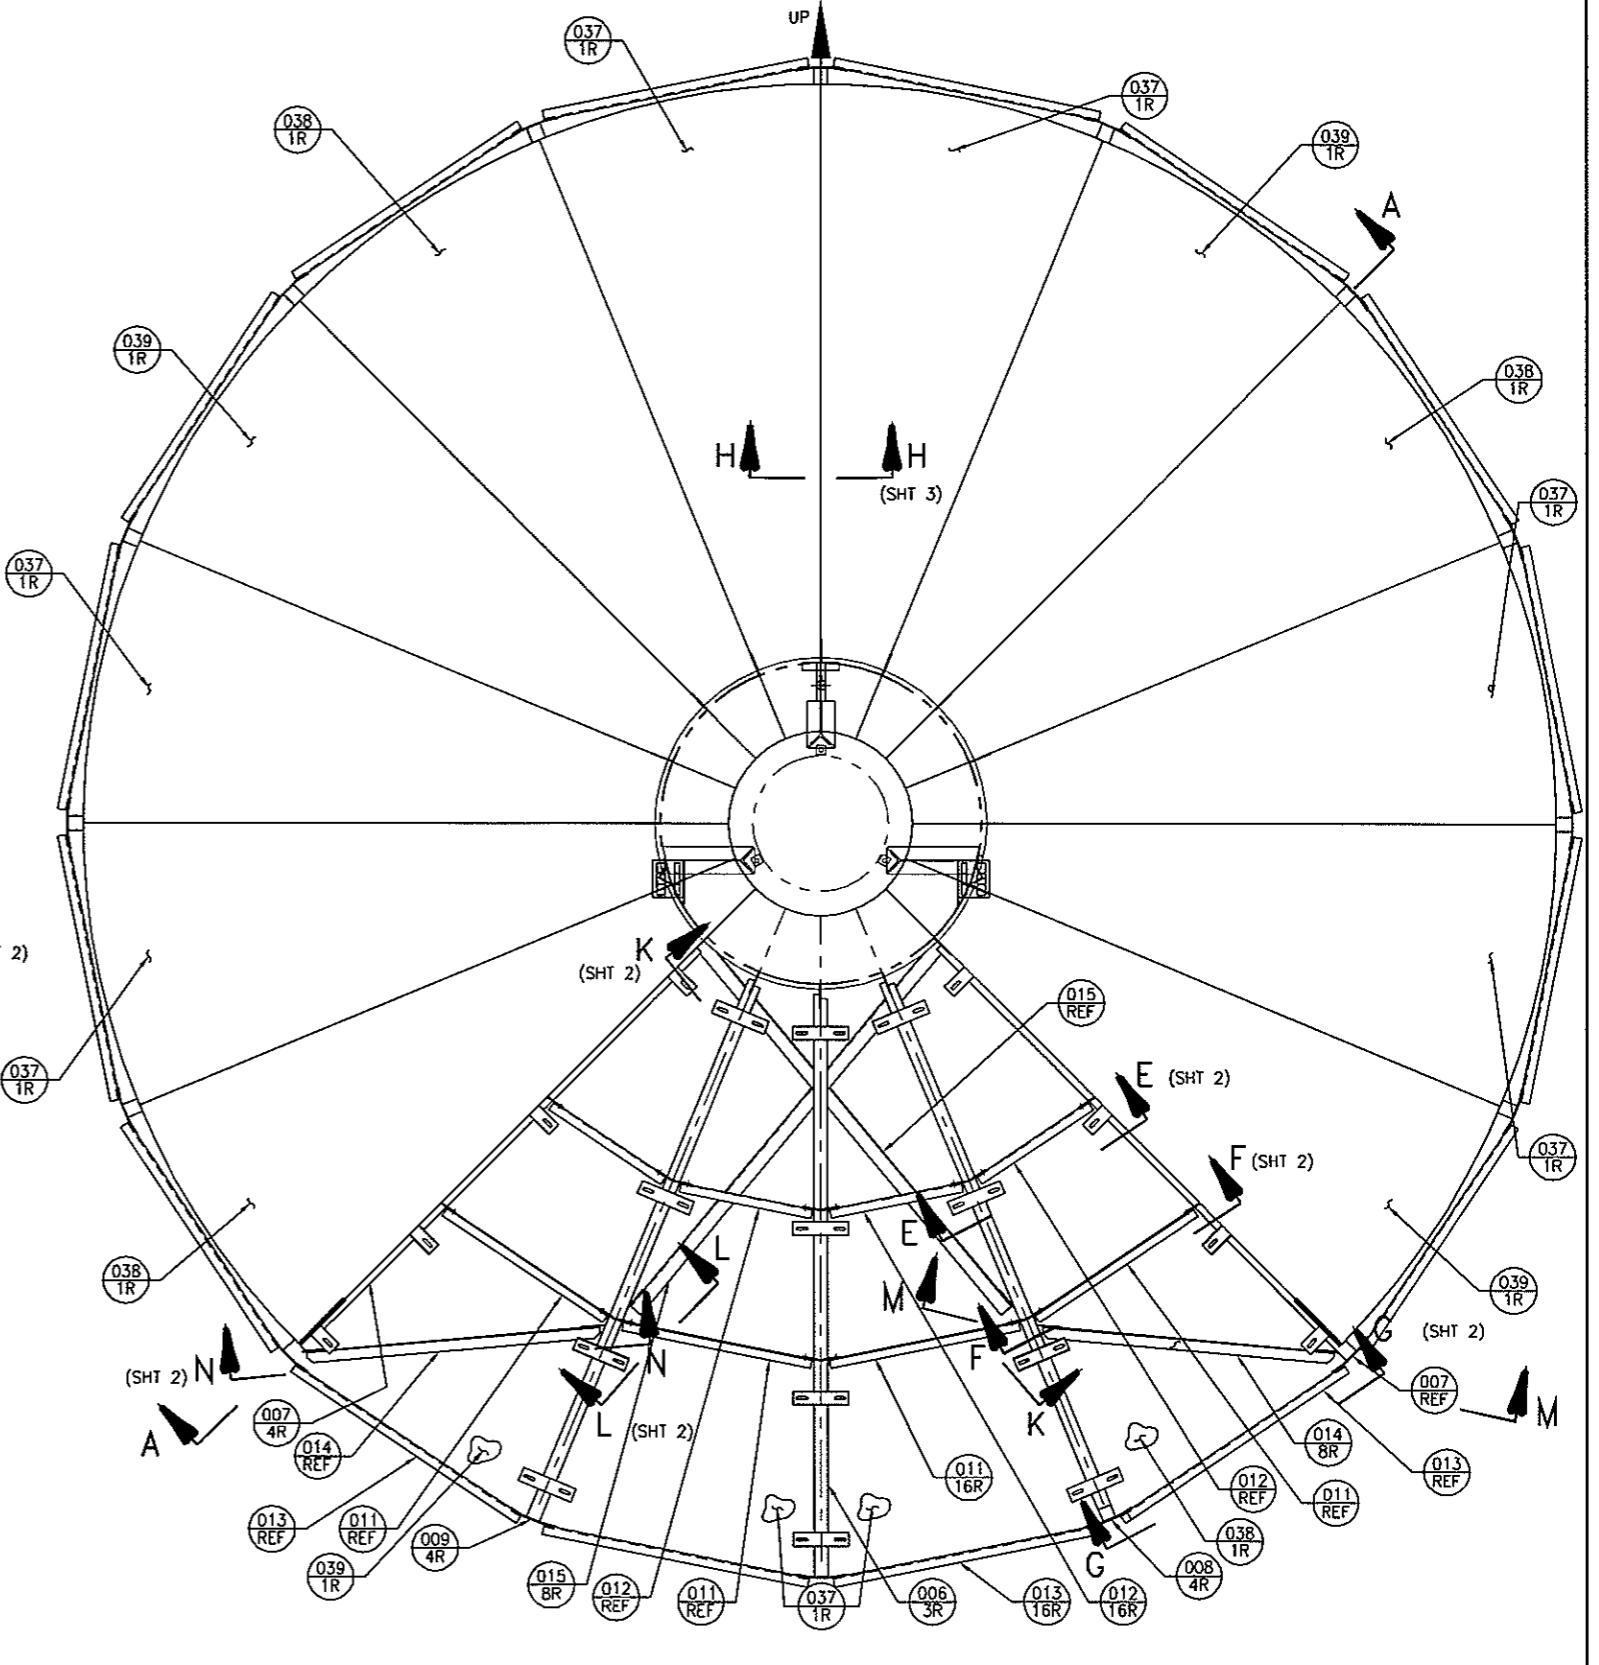 UP
037
1R
037
1R
038
1R
039
1R
A
039
1R
038
1R
H
H
(SHT 3)
037
1R
037
1R
K
(SHT 2)
2)
015
REF
037
1R
E (SHT 2)
F (SHT 2)
037
1R
E
L
M
038
1R
039
1R
G (SHT 2)
F
N
(SHT 2) N
007
REF
M
A
007
4R
L (SHT 2)
K
014
REF
011
16R
014
8R
013
REF
012
REF
011
REF
013
REF
011
REF
009
4R
038
1R
039
1R
G
015
8R
012
REF
011
REF
037
1R
006
3R
013
16R
012
16R
008
4R